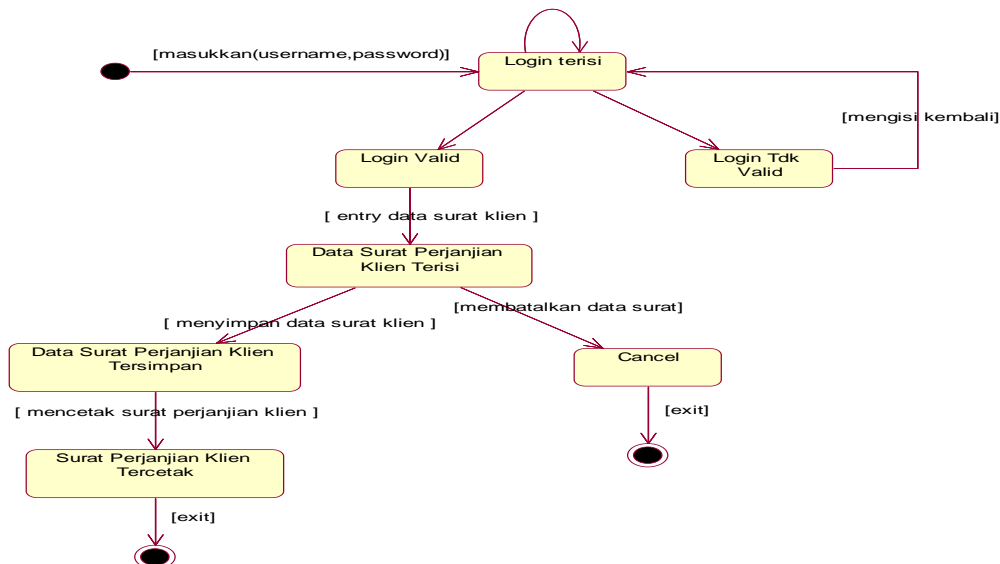 [masukkan(username,password)]
Login terisi
[mengisi kembali]
Login Valid
Login Tdk
Valid
[ entry data surat klien ]
Data Surat Perjanjian
Klien Terisi
[membatalkan data surat]
[ menyimpan data surat klien ]
Data Surat Perjanjian Klien
Tersimpan
Cancel
[ mencetak surat perjanjian klien ]
[exit]
Surat Perjanjian Klien
Tercetak
[exit]